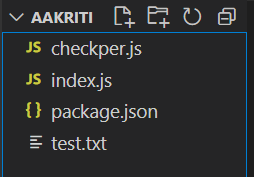 AAKRITI
JS checkper.js
JS index.js
{ } package.json
test.txt